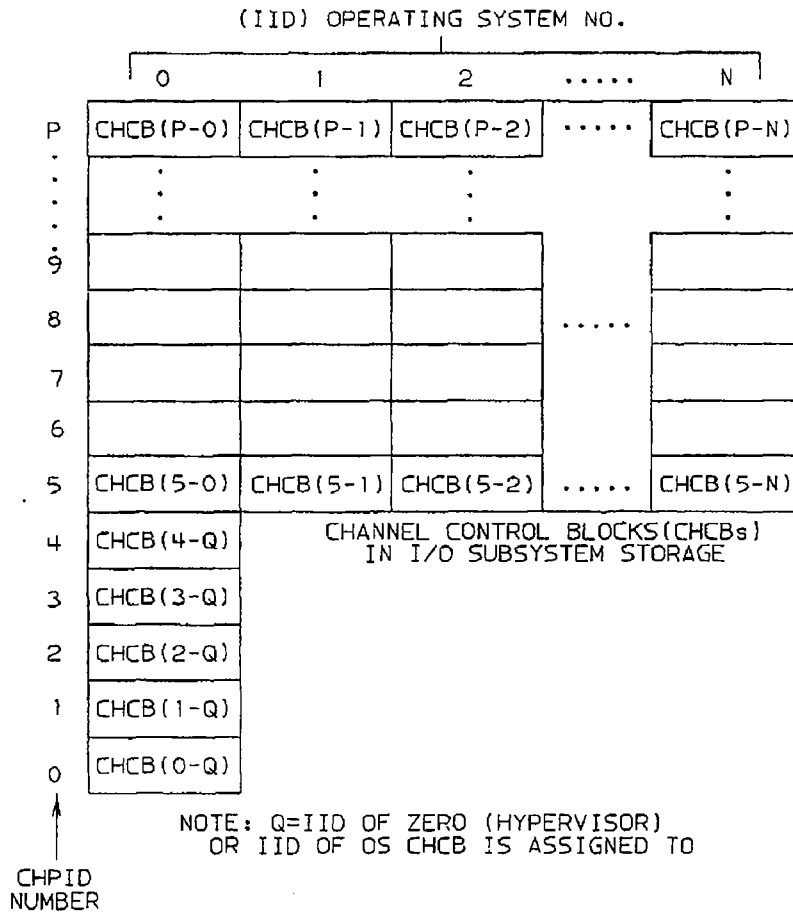 (IID) OPERATING SYSTEM NO.
0 1 2 ..... N
P CHCB(P-0) CHCB(P-1) CHCB(P-2) ..... CHCB(P-N)
9
8 .....
7
6
5 CHCB(5-0) CHCB(5-1) CHCB(5-2) ..... CHCB(5-N)
4 CHCB(4-Q) CHANNEL CONTROL BLOCKS(CHCBs)
IN I/O SUBSYSTEM STORAGE
3 CHCB(3-Q)
2 CHCB(2-Q)
1 CHCB(1-Q)
0 CHCB(0-Q)
NOTE: Q=IID OF ZERO (HYPERVISOR)
OR IID OF OS CHCB IS ASSIGNED TO
CHPID
NUMBER